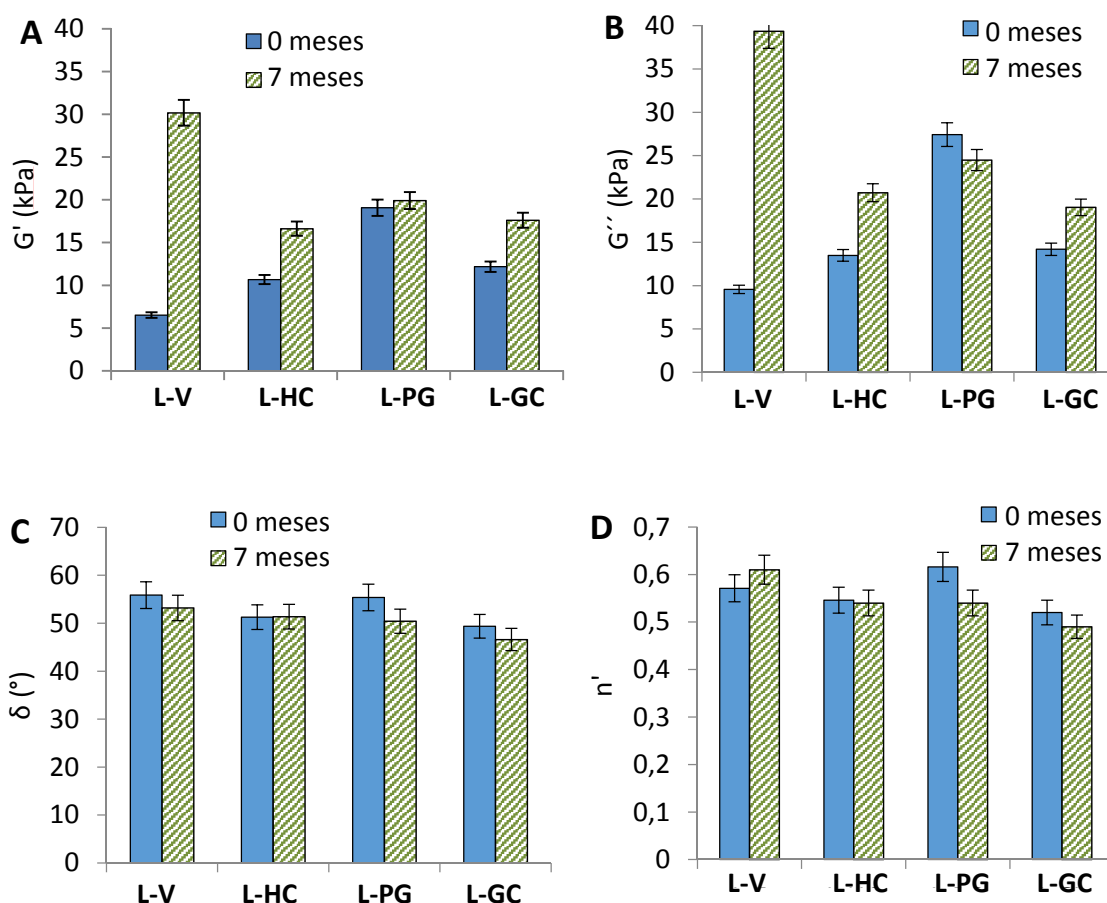 A
0 meses
7 meses
G' (kPa)
40
35
30
25
20
15
10
5
0
L-V L-HC L-PG L-GC
B
0 meses
7 meses
G´´ (kPa)
40
35
30
25
20
15
10
5
0
L-V L-HC L-PG L-GC
C
0 meses
7 meses
δ (°)
70
60
50
40
30
20
10
0
L-V L-HC L-PG L-GC
D
0 meses
7 meses
n'
0,7
0,6
0,5
0,4
0,3
0,2
0,1
0
L-V L-HC L-PG L-GC